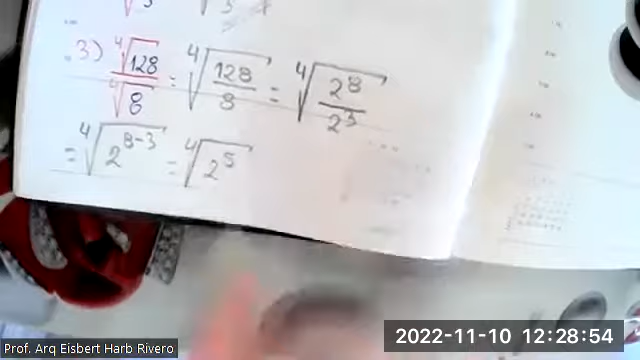 3) ⁴√128 / ⁴√8 = ⁴√(128/8) = ⁴√(2⁸/2³)
= ⁴√(2⁸⁻³) = ⁴√(2⁵)
Prof. Arq Eisbert Harb Rivero
2022-11-10 12:28:54